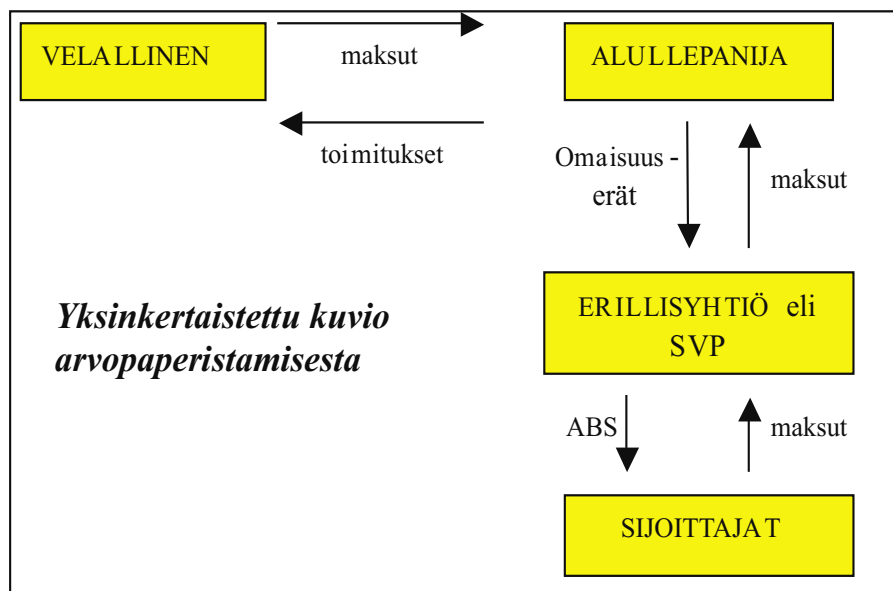 VELALLINEN
maksut
ALULLEPANIJA
toimitukset
Omaisuus -
erät
maksut
Yksinkertaistettu kuvio
arvopaperistamisesta
ERILLISYHTIÖ eli
SVP
ABS
maksut
SIJOITTAJAT